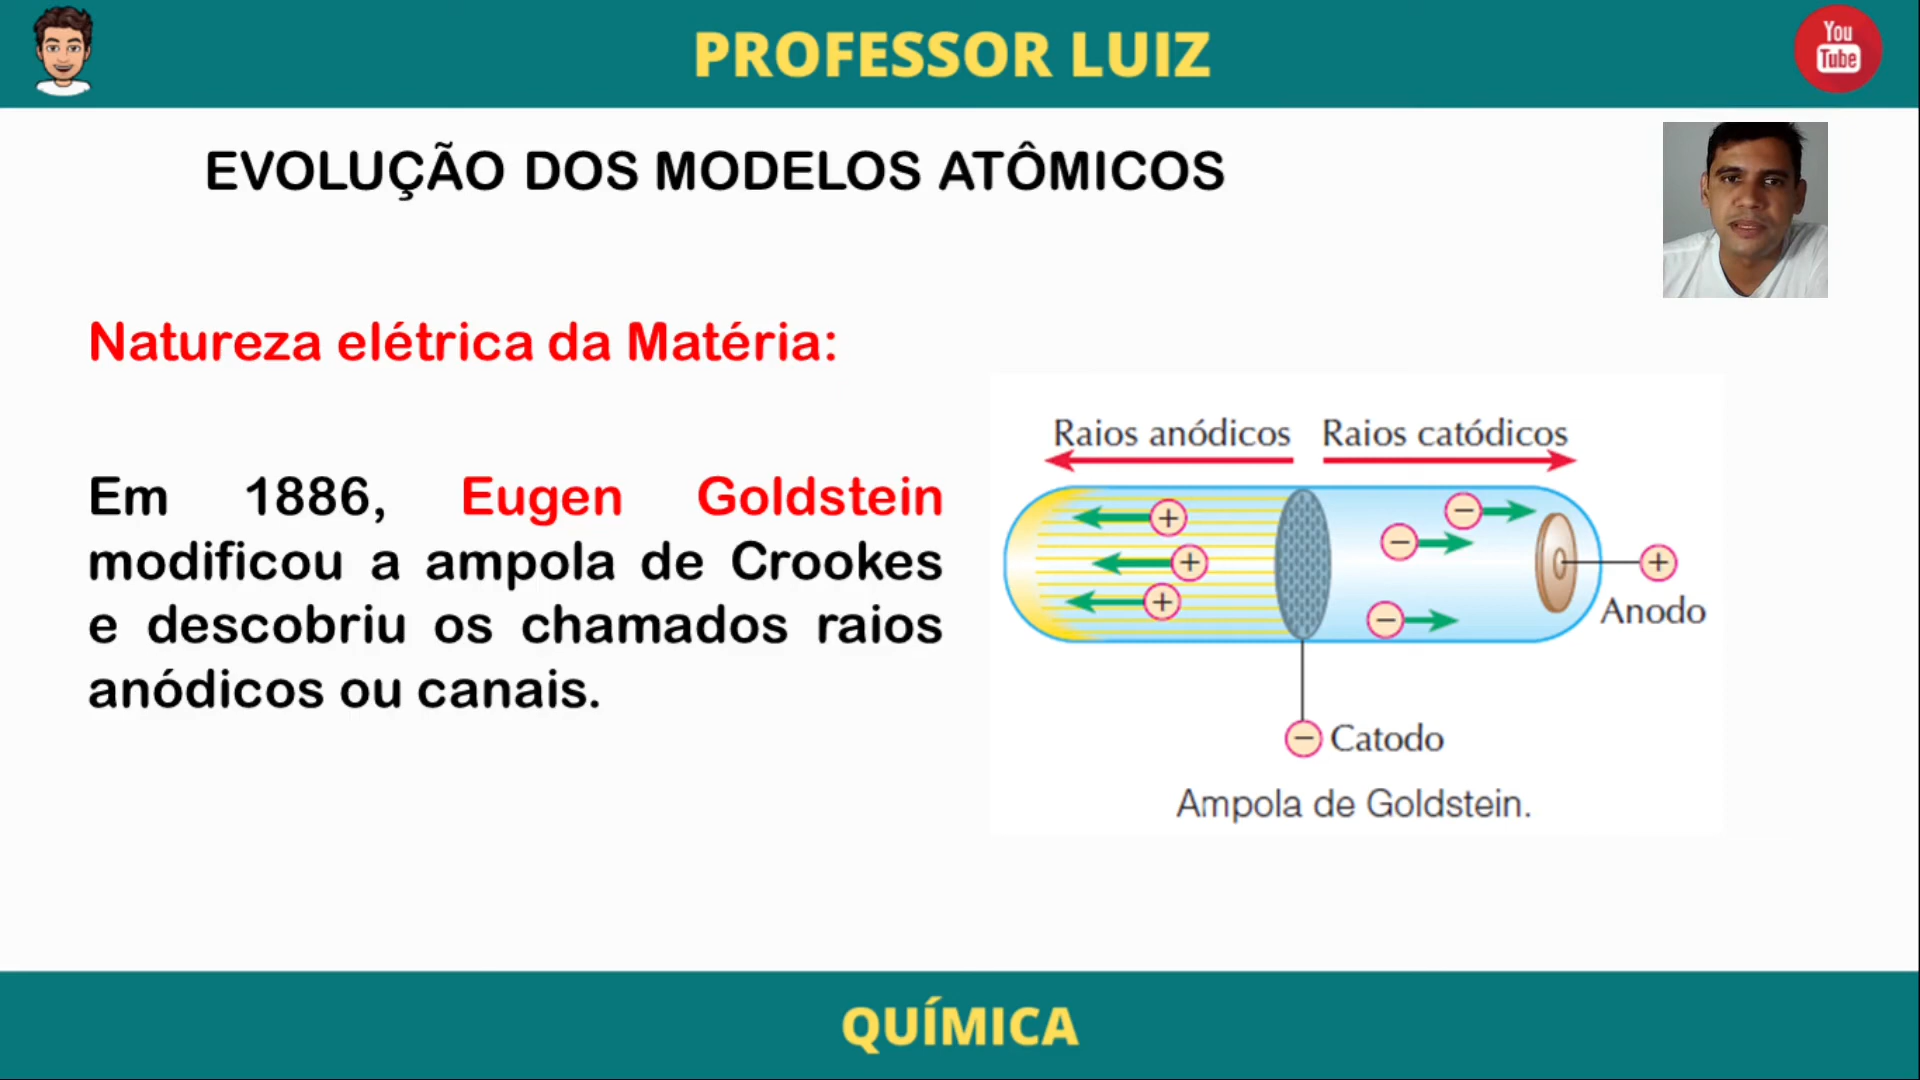 PROFESSOR LUIZ
You
Tube
EVOLUÇÃO DOS MODELOS ATÔMICOS
Natureza elétrica da Matéria:
Em 1886, Eugen Goldstein
modificou a ampola de Crookes
e descobriu os chamados raios
anódicos ou canais.
Raios anódicos Raios catódicos
+ − −
+ +
+ −
Anodo
− Catodo
Ampola de Goldstein.
QUÍMICA